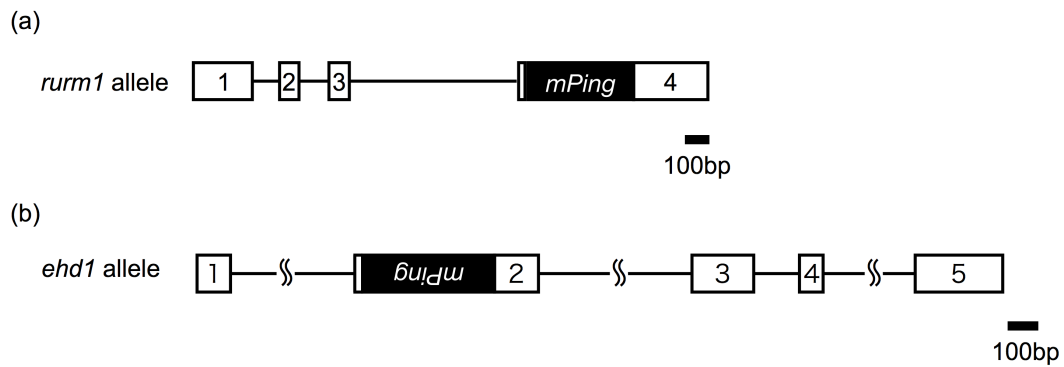 (a)
rurm1 allele 1 2 3 mPing 4
100bp
(b)
ehd1 allele 1 mPing 2 3 4 5
100bp